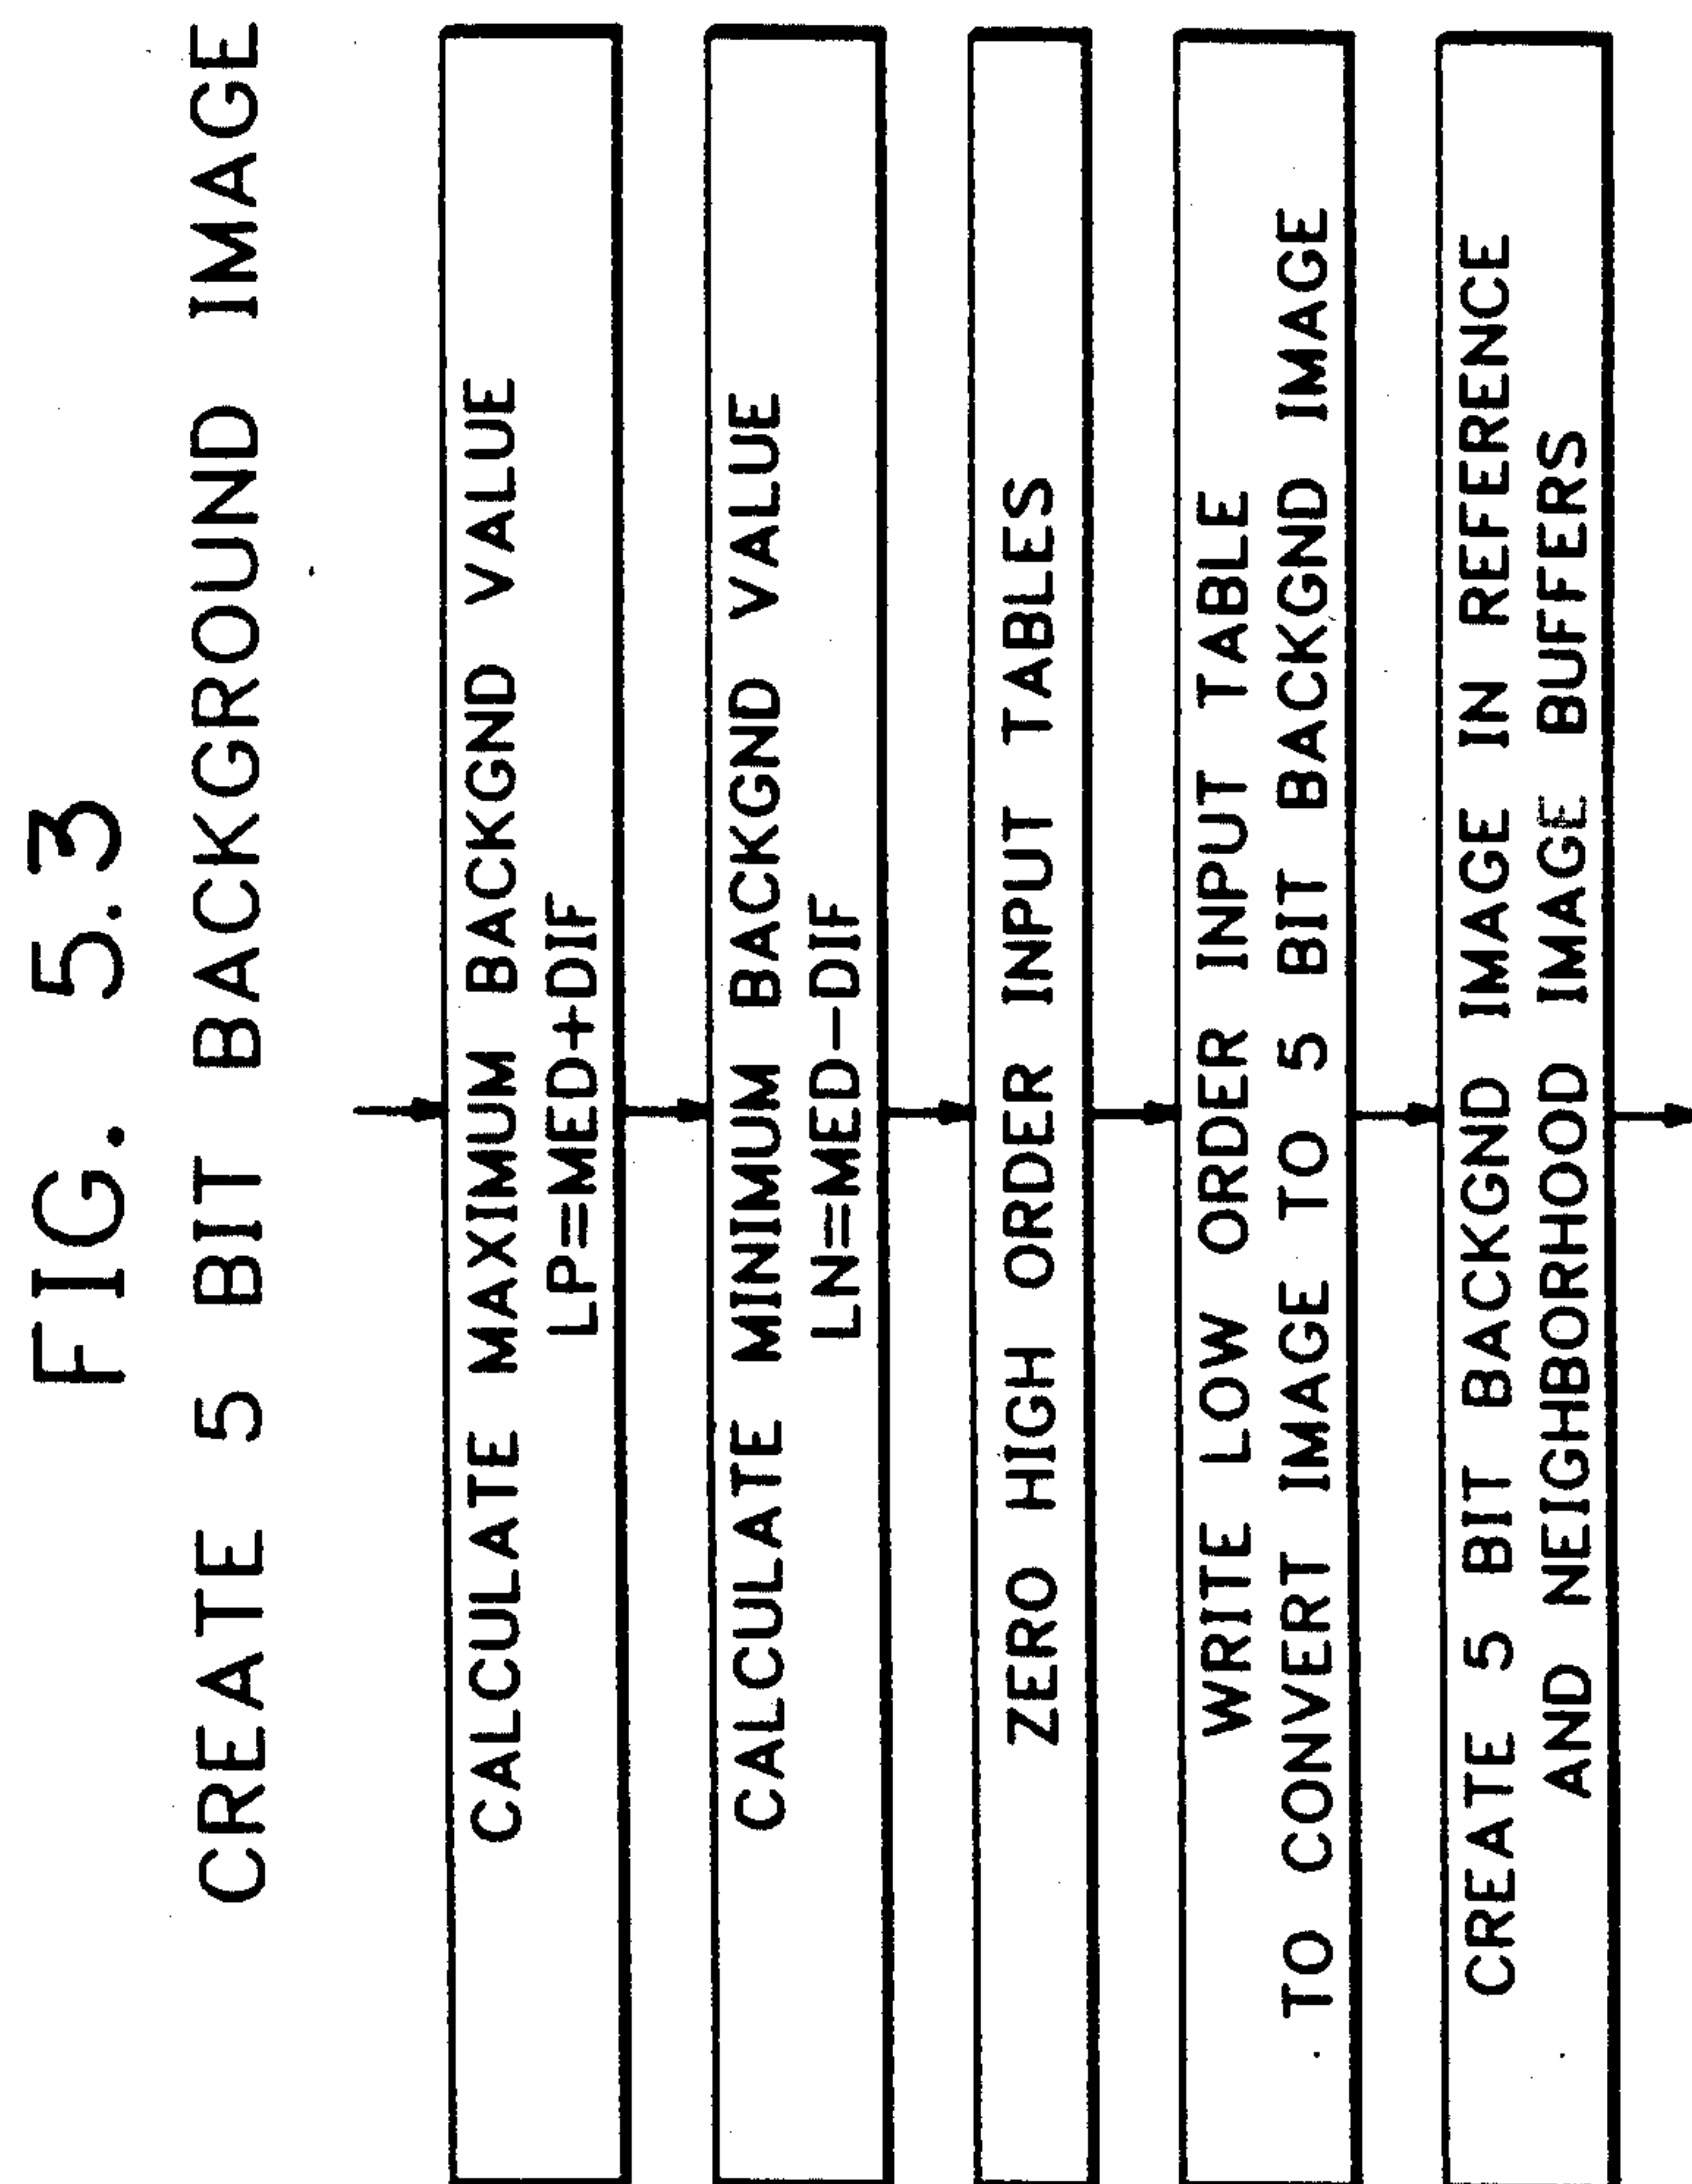 FIG. 5.3
CREATE 5 BIT BACKGROUND IMAGE
CALCULATE MAXIMUM BACKGND VALUE
LP=MED+DIF
CALCULATE MINIMUM BACKGND VALUE
LN=MED-DIF
ZERO HIGH ORDER INPUT TABLES
WRITE LOW ORDER INPUT TABLE
TO CONVERT IMAGE TO 5 BIT BACKGND IMAGE
CREATE 5 BIT BACKGND IMAGE IN REFERENCE
AND NEIGHBORHOOD IMAGE BUFFERS